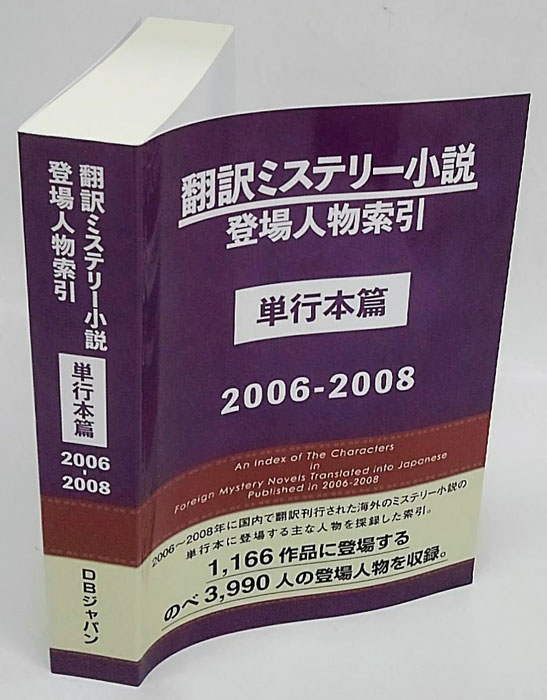 翻訳ミステリー小説
登場人物索引
単行本篇
2006
-
2008
DBジャパン
翻訳ミステリー小説
登場人物索引
単行本篇
2006-2008
An Index of The Characters
in
Foreign Mystery Novels Translated into Japanese
Published in 2006-2008
2006～2008年に国内で翻訳刊行された海外のミステリー小説の
単行本に登場する主な人物を採録した索引。
1,166 作品に登場する
のべ 3,990 人の登場人物を収録。